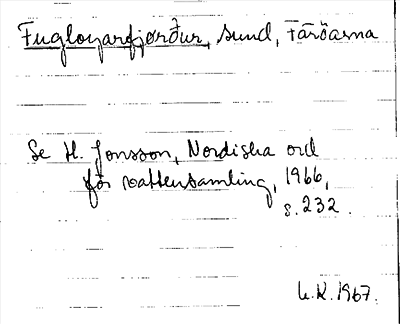 Fugloyarfjørður, sund, Färöarna
Se H. Jonsson, Nordiska ord
för vattensamling, 1966,
s. 232.
U.K. 1967.